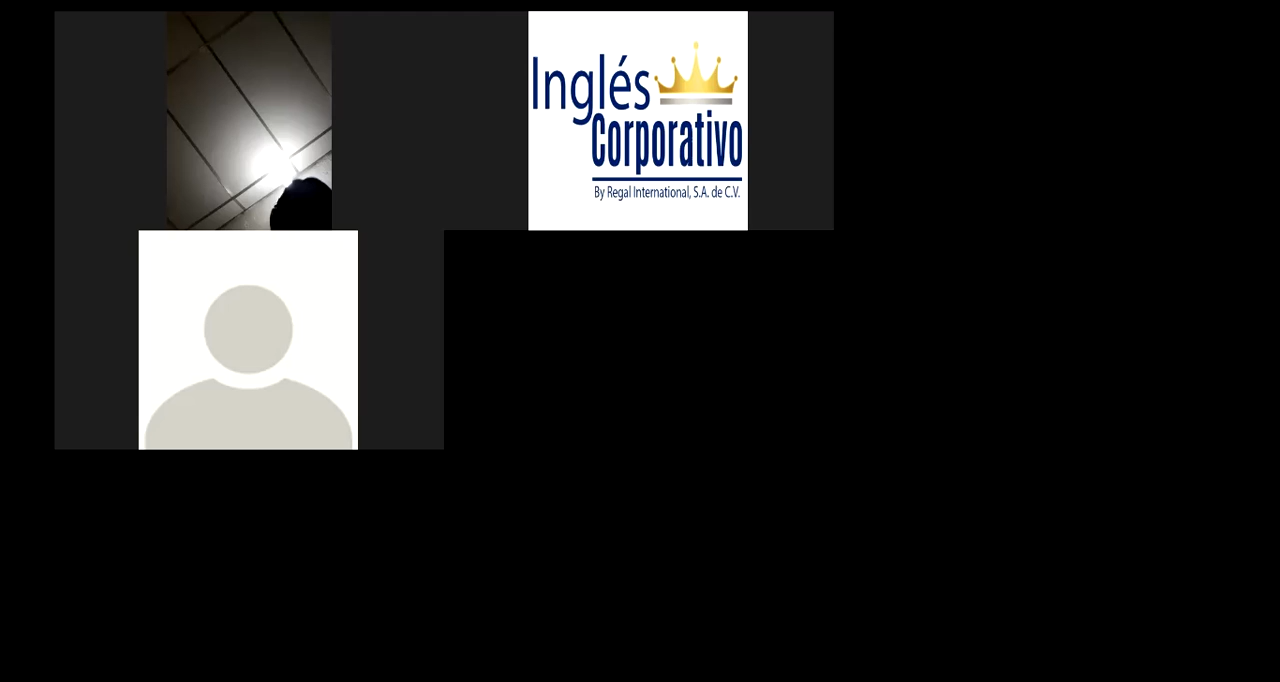 Inglés
Corporativo
By Regal International, S.A. de C.V.